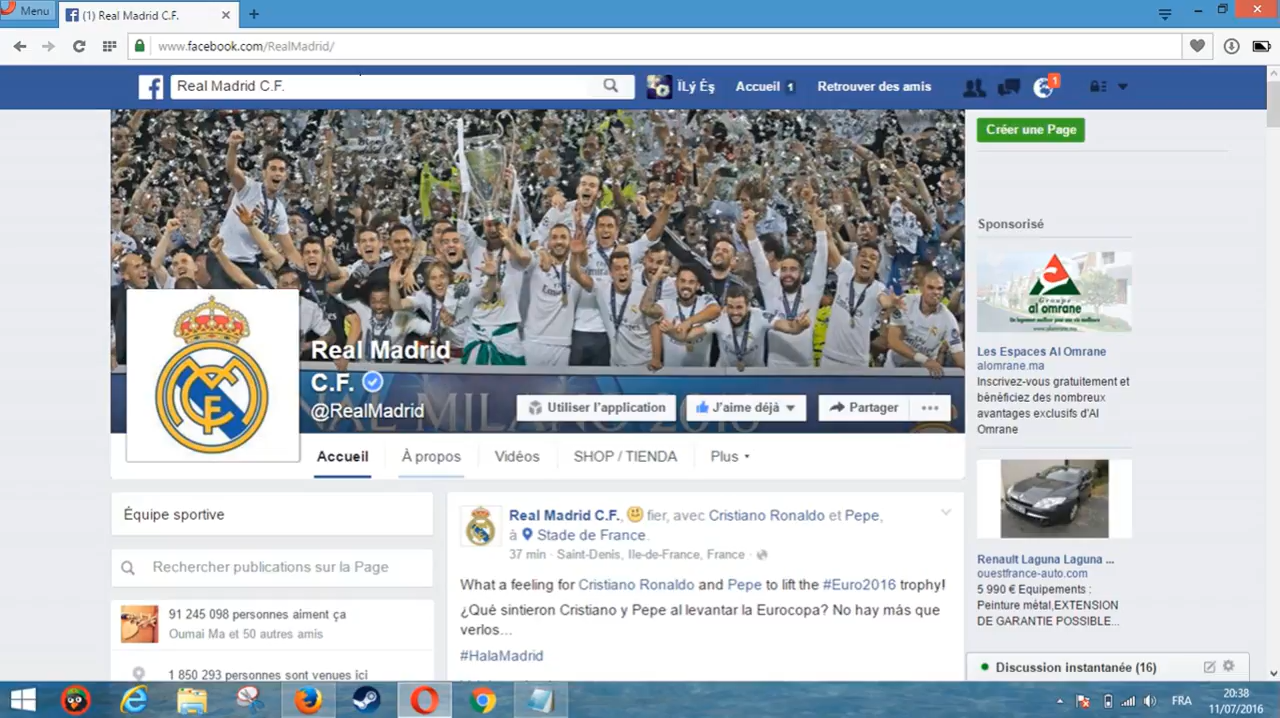 Menu
(1) Real Madrid C.F.
www.facebook.com/RealMadrid/
Real Madrid C.F.
ÏLý Ėş
Accueil 1
Retrouver des amis
1
Créer une Page
Sponsorisé
Groupe
al omrane
Les Espaces Al Omrane
alomrane.ma
Inscrivez-vous gratuitement et
bénéficiez des nombreux
avantages exclusifs d'Al
Omrane
Real Madrid
C.F.
@RealMadrid
Utiliser l'application
J'aime déjà
Partager
Accueil
À propos
Vidéos
SHOP / TIENDA
Plus
Équipe sportive
Rechercher publications sur la Page
91 245 098 personnes aiment ça
Oumai Ma et 50 autres amis
1 850 293 personnes sont venues ici
Real Madrid C.F., fier, avec Cristiano Ronaldo et Pepe,
à Stade de France.
37 min · Saint-Denis, Ile-de-France, France ·
What a feeling for Cristiano Ronaldo and Pepe to lift the #Euro2016 trophy!
¿Qué sintieron Cristiano y Pepe al levantar la Eurocopa? No hay más que
verlos...
#HalaMadrid
Renault Laguna Laguna ...
ouestfrance-auto.com
5 990 € Equipements :
Peinture métal,EXTENSION
DE GARANTIE POSSIBLE...
Discussion instantanée (16)
FRA
20:38
11/07/2016